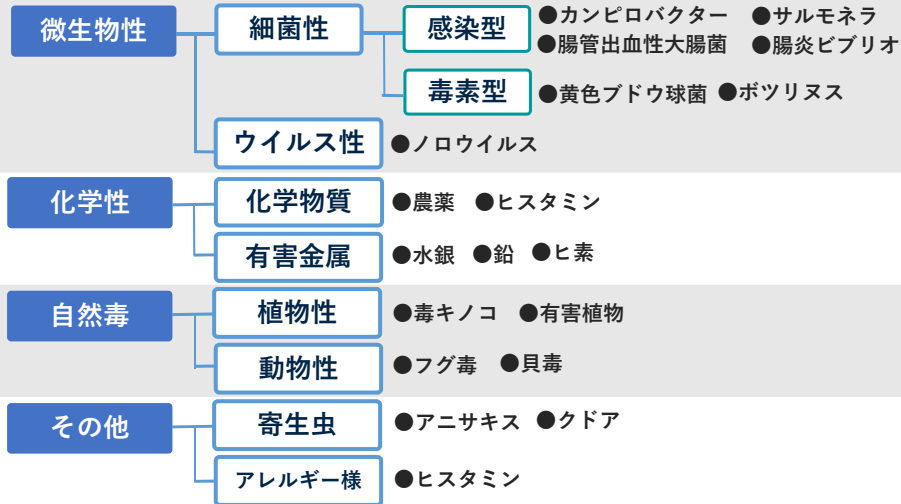 微生物性 細菌性 感染型 ●カンピロバクター ●サルモネラ
●腸管出血性大腸菌 ●腸炎ビブリオ
毒素型 ●黄色ブドウ球菌 ●ボツリヌス
ウイルス性 ●ノロウイルス
化学性 化学物質 ●農薬 ●ヒスタミン
有害金属 ●水銀 ●鉛 ●ヒ素
自然毒 植物性 ●毒キノコ ●有害植物
動物性 ●フグ毒 ●貝毒
その他 寄生虫 ●アニサキス ●クドア
アレルギー様 ●ヒスタミン